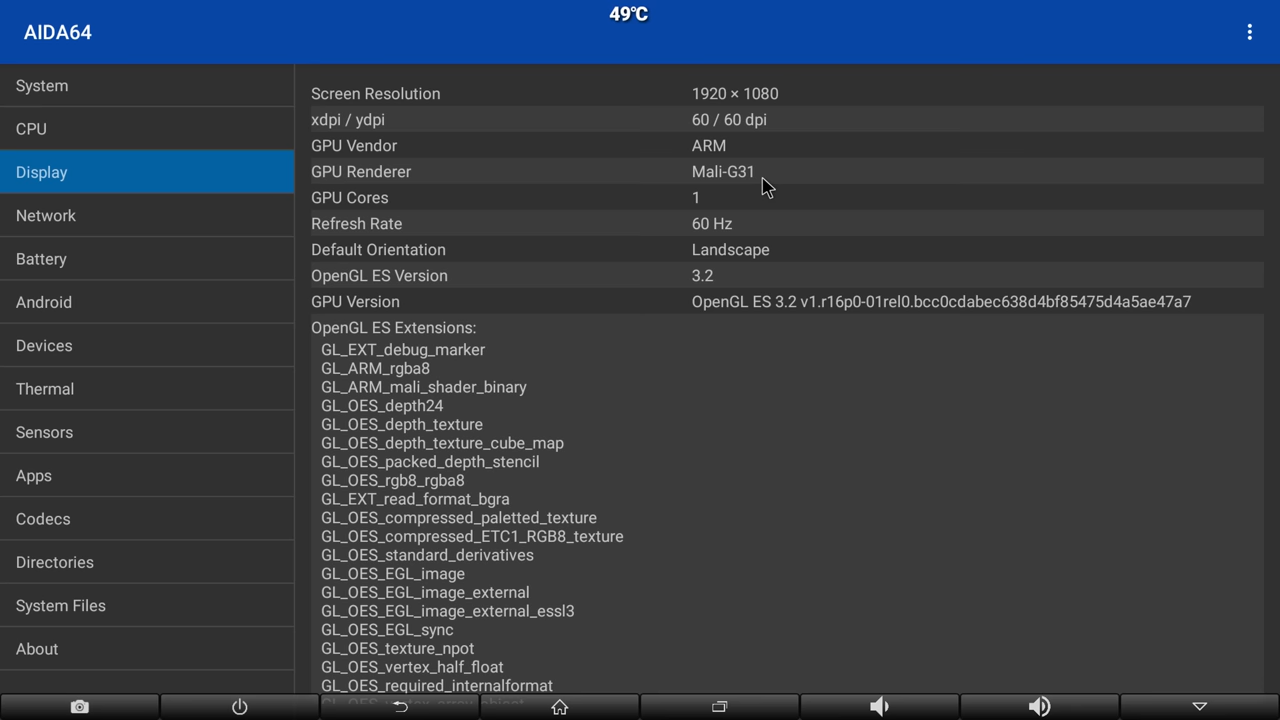 49°C
AIDA64
System
CPU
Display
Network
Battery
Android
Devices
Thermal
Sensors
Apps
Codecs
Directories
System Files
About
Screen Resolution 1920 × 1080
xdpi / ydpi 60 / 60 dpi
GPU Vendor ARM
GPU Renderer Mali-G31
GPU Cores 1
Refresh Rate 60 Hz
Default Orientation Landscape
OpenGL ES Version 3.2
GPU Version OpenGL ES 3.2 v1.r16p0-01rel0.bcc0cdabec638d4bf85475d4a5ae47a7
OpenGL ES Extensions:
GL_EXT_debug_marker
GL_ARM_rgba8
GL_ARM_mali_shader_binary
GL_OES_depth24
GL_OES_depth_texture
GL_OES_depth_texture_cube_map
GL_OES_packed_depth_stencil
GL_OES_rgb8_rgba8
GL_EXT_read_format_bgra
GL_OES_compressed_paletted_texture
GL_OES_compressed_ETC1_RGB8_texture
GL_OES_standard_derivatives
GL_OES_EGL_image
GL_OES_EGL_image_external
GL_OES_EGL_image_external_essl3
GL_OES_EGL_sync
GL_OES_texture_npot
GL_OES_vertex_half_float
GL_OES_required_internalformat